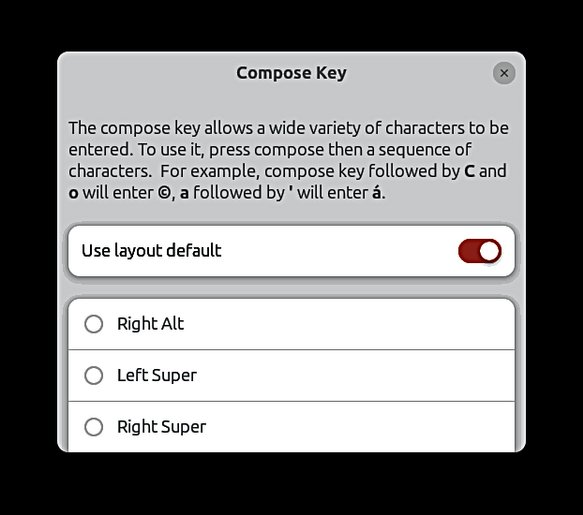 Compose Key
The compose key allows a wide variety of characters to be
entered. To use it, press compose then a sequence of
characters.  For example, compose key followed by C and
o will enter ©, a followed by ' will enter á.
Use layout default
Right Alt
Left Super
Right Super